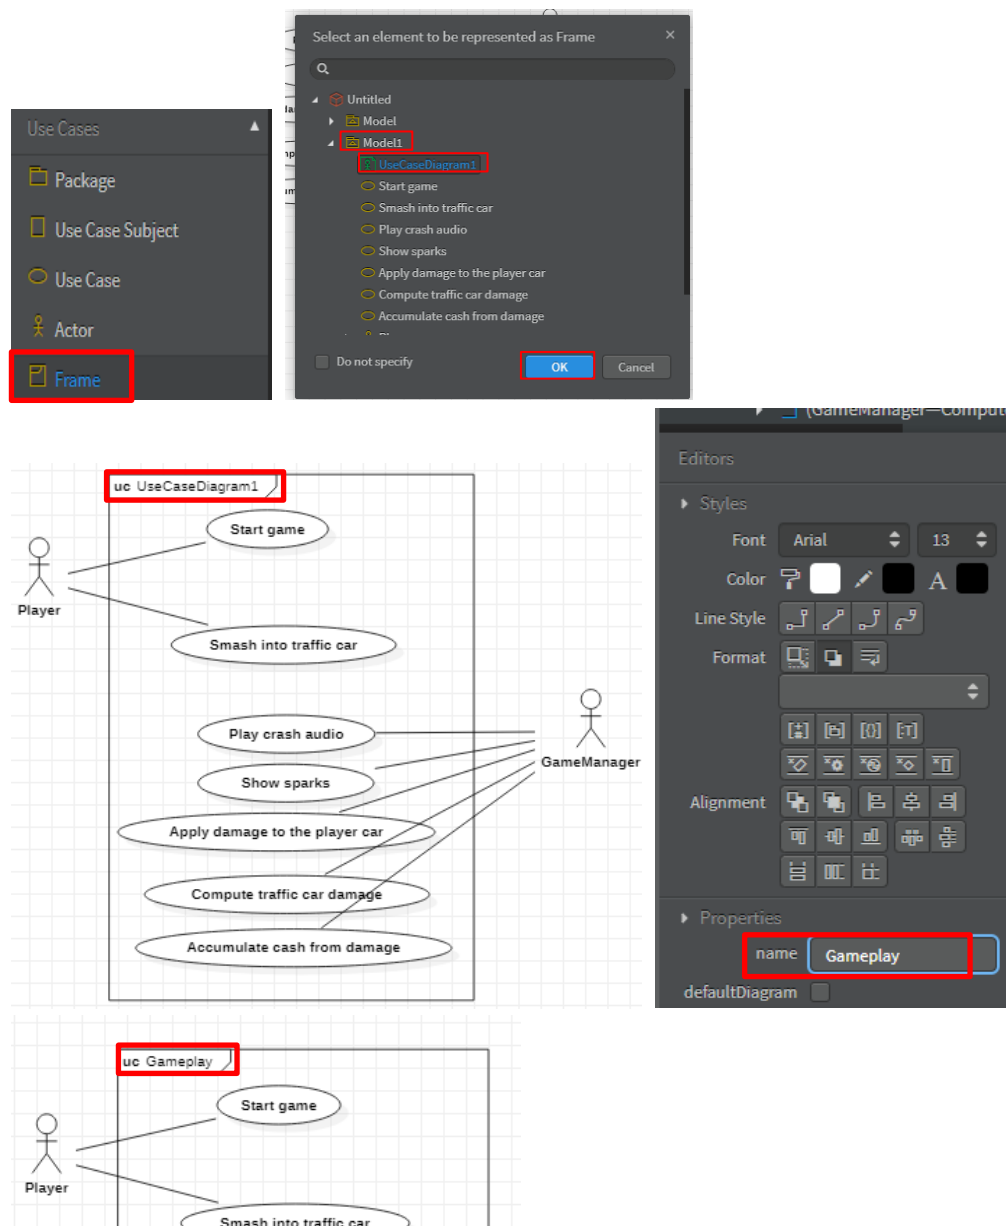 Select an element to be represented as Frame
×
Untitled
Model
Model1
UseCaseDiagram1
Start game
Smash into traffic car
Play crash audio
Show sparks
Apply damage to the player car
Compute traffic car damage
Accumulate cash from damage
Do not specify
OK
Cancel
Use Cases
Package
Use Case Subject
Use Case
Actor
Frame
uc UseCaseDiagram1
Start game
Player
Smash into traffic car
Play crash audio
GameManager
Show sparks
Apply damage to the player car
Compute traffic car damage
Accumulate cash from damage
(GameManager—Comput
Editors
Styles
Font Arial 13
Color A
Line Style
Format
Alignment
Properties
name Gameplay
defaultDiagram
uc Gameplay
Start game
Player
Smash into traffic car